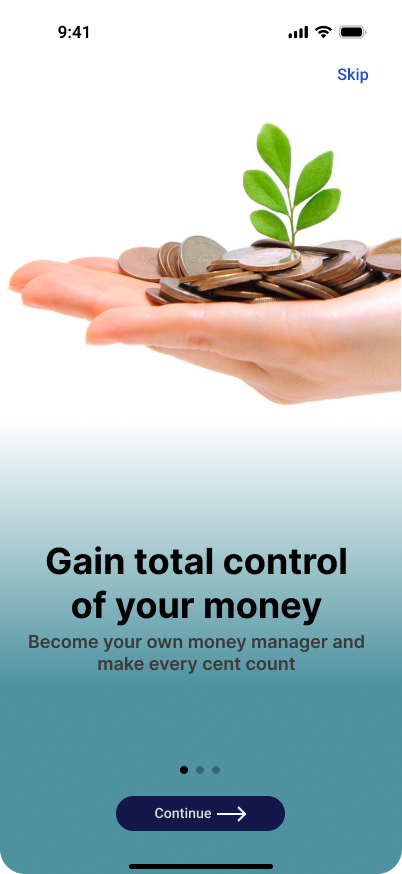 9:41
Skip
Gain total control
of your money
Become your own money manager and
make every cent count
Continue